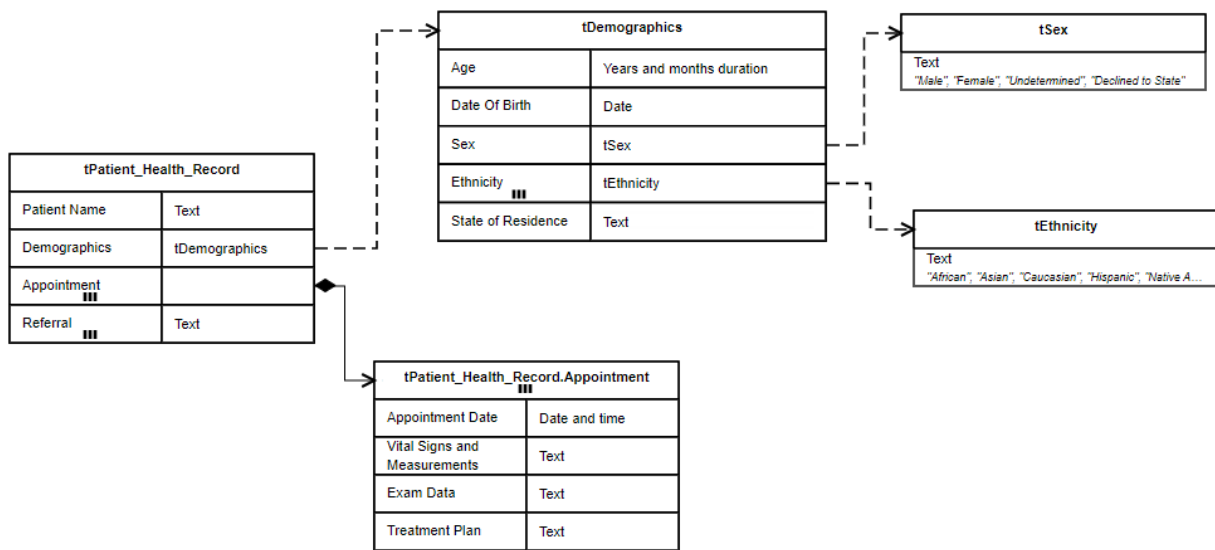 tDemographics
Age
Years and months duration
Date Of Birth
Date
Sex
tSex
Ethnicity
tEthnicity
State of Residence
Text
tSex
Text
"Male", "Female", "Undetermined", "Declined to State"
tEthnicity
Text
"African", "Asian", "Caucasian", "Hispanic", "Native A...
tPatient_Health_Record
Patient Name
Text
Demographics
tDemographics
Appointment
Referral
Text
tPatient_Health_Record.Appointment
Appointment Date
Date and time
Vital Signs and
Measurements
Text
Exam Data
Text
Treatment Plan
Text